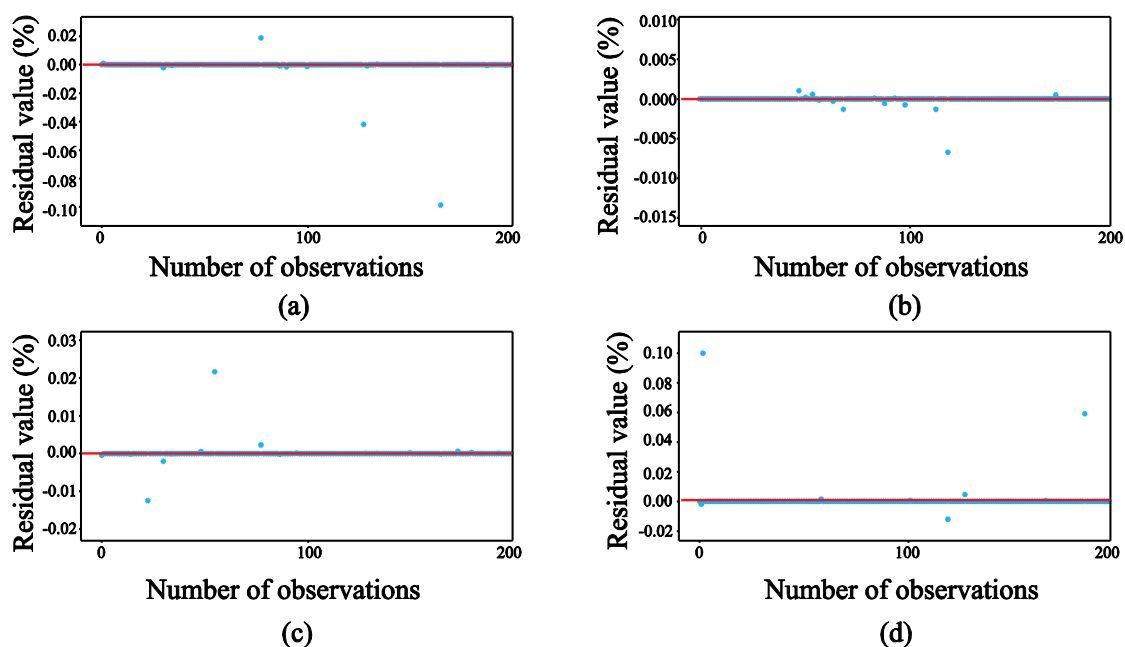 Residual value (%)
0.02
0.00
-0.02
-0.04
-0.06
-0.08
-0.10
0 100 200
Number of observations
(a)
Residual value (%)
0.010
0.005
0.000
-0.005
-0.010
-0.015
0 100 200
Number of observations
(b)
Residual value (%)
0.03
0.02
0.01
0.00
-0.01
-0.02
0 100 200
Number of observations
(c)
Residual value (%)
0.10
0.08
0.06
0.04
0.02
0.00
-0.02
0 100 200
Number of observations
(d)